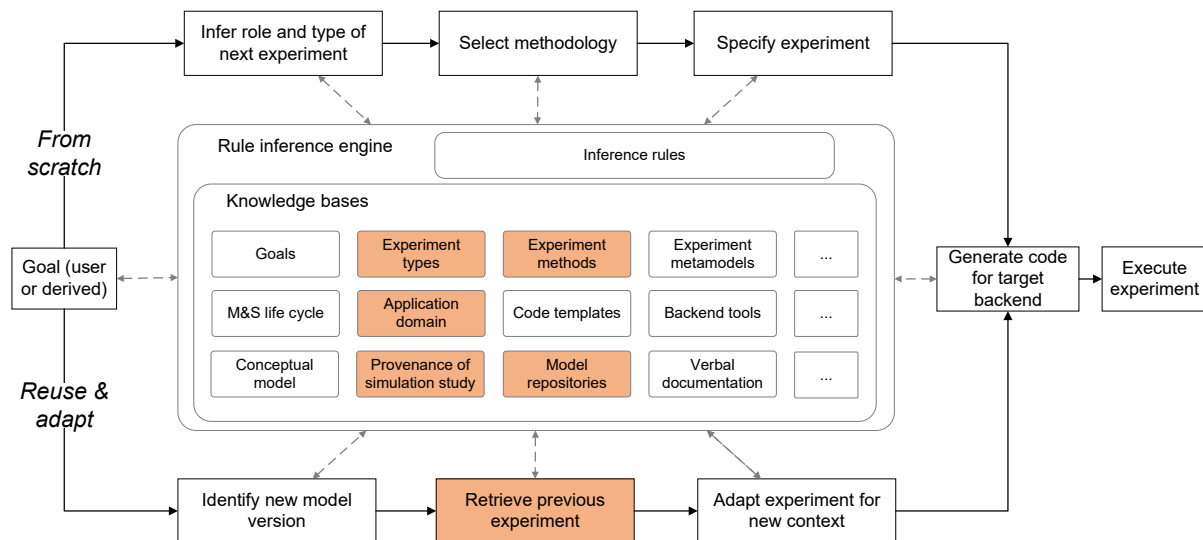 Infer role and type of
next experiment
Select methodology
Specify experiment
From
scratch
Rule inference engine
Inference rules
Knowledge bases
Goals
Experiment
types
Experiment
methods
Experiment
metamodels
...
Goal (user
or derived)
Generate code
for target
backend
Execute
experiment
M&S life cycle
Application
domain
Code templates
Backend tools
...
Conceptual
model
Provenance of
simulation study
Model
repositories
Verbal
documentation
...
Reuse &
adapt
Identify new model
version
Retrieve previous
experiment
Adapt experiment for
new context